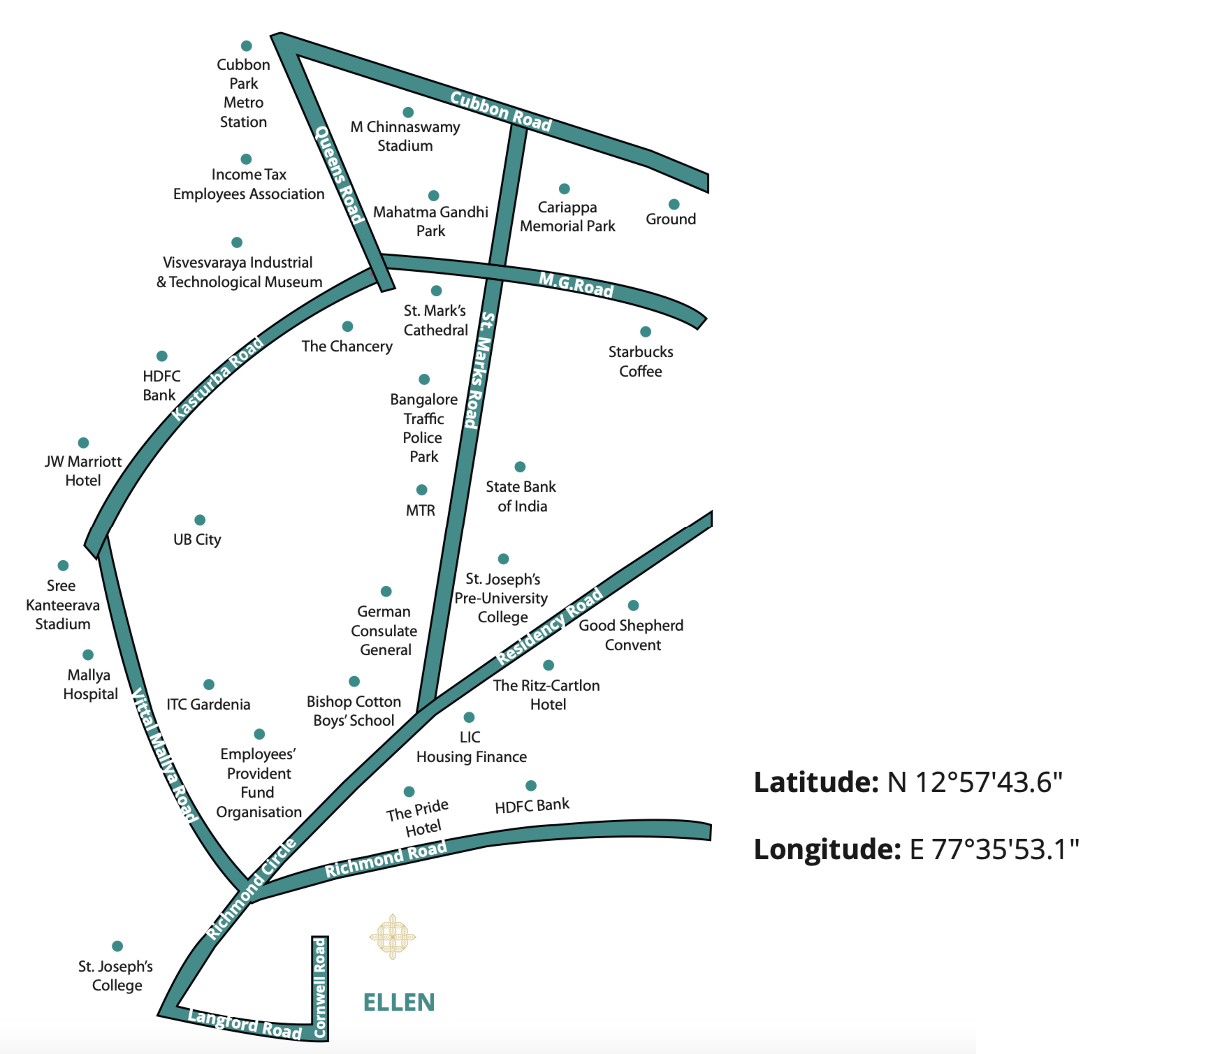 Cubbon
Park
Metro
Station
Cubbon Road
M Chinnaswamy
Stadium
Queens Road
Income Tax
Employees Association
Mahatma Gandhi
Park
Cariappa
Memorial Park
Ground
Visvesvaraya Industrial
& Technological Museum
M.G.Road
St. Mark's
Cathedral
The Chancery
St. Marks Road
Starbucks
Coffee
HDFC
Bank
Kasturba Road
Bangalore
Traffic
Police
Park
JW Marriott
Hotel
MTR
State Bank
of India
UB City
Sree
Kanteerava
Stadium
St. Joseph's
Pre-University
College
German
Consulate
General
Residency Road
Good Shepherd
Convent
Mallya
Hospital
ITC Gardenia
Bishop Cotton
Boys' School
The Ritz-Cartlon
Hotel
Vittal Mallya Road
Employees'
Provident
Fund
Organisation
LIC
Housing Finance
The Pride
Hotel
HDFC Bank
Latitude: N 12°57'43.6"
Longitude: E 77°35'53.1"
Richmond Circle
Richmond Road
St. Joseph's
College
Langford Road
Cornwell Road
ELLEN